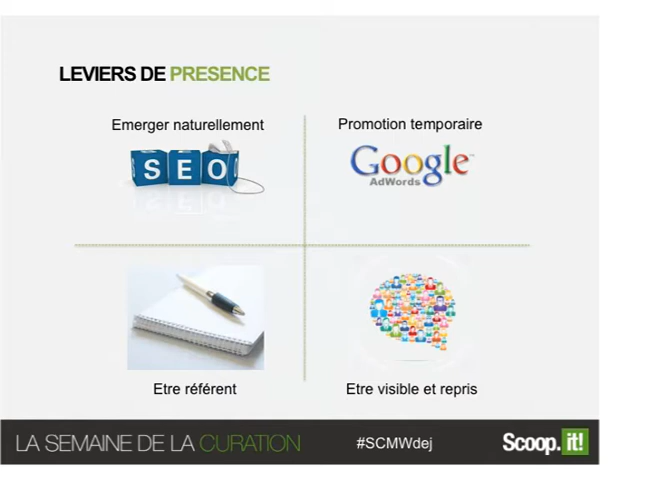 LEVIERS DE PRESENCE
Emerger naturellement
Promotion temporaire
SEO
Google™
AdWords
Etre référent
Etre visible et repris
LA SEMAINE DE LA CURATION
#SCMWdej
Scoop.it!